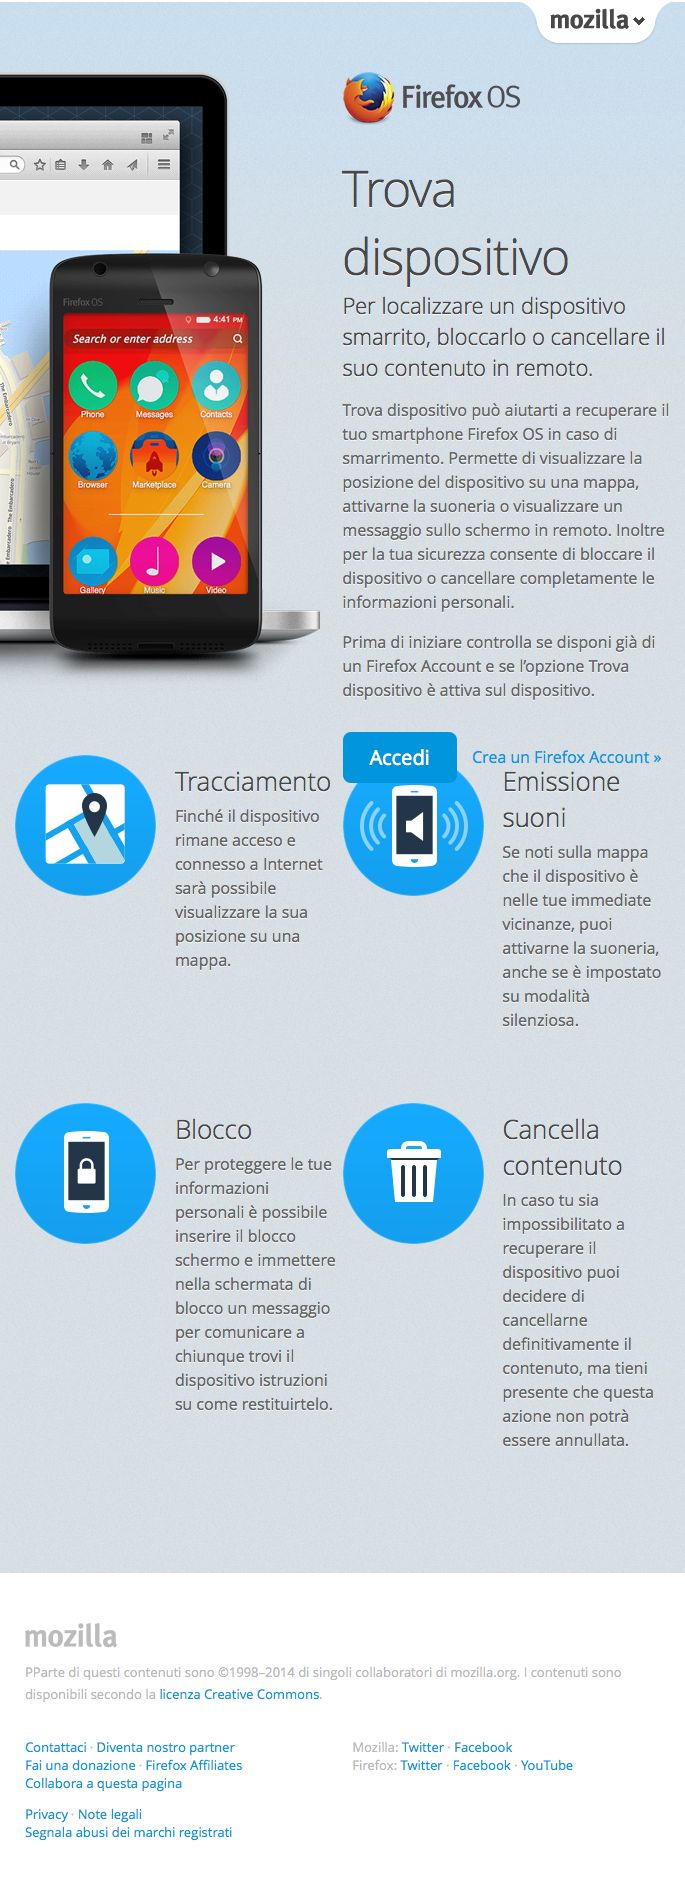 mozilla
Firefox OS
Trova
dispositivo
Per localizzare un dispositivo
smarrito, bloccarlo o cancellare il
suo contenuto in remoto.
Trova dispositivo può aiutarti a recuperare il
tuo smartphone Firefox OS in caso di
smarrimento. Permette di visualizzare la
posizione del dispositivo su una mappa,
attivarne la suoneria o visualizzare un
messaggio sullo schermo in remoto. Inoltre
per la tua sicurezza consente di bloccare il
dispositivo o cancellare completamente le
informazioni personali.
Prima di iniziare controlla se disponi già di
un Firefox Account e se l'opzione Trova
dispositivo è attiva sul dispositivo.
Accedi
Crea un Firefox Account »
Firefox OS
4:41 PM
Search or enter address
Phone
Messages
Contacts
Browser
Marketplace
Camera
Gallery
Music
Video
The Embarcadero
The Embarcadero
Tracciamento
Finché il dispositivo
rimane acceso e
connesso a Internet
sarà possibile
visualizzare la sua
posizione su una
mappa.
Emissione
suoni
Se noti sulla mappa
che il dispositivo è
nelle tue immediate
vicinanze, puoi
attivarne la suoneria,
anche se è impostato
su modalità
silenziosa.
Blocco
Per proteggere le tue
informazioni
personali è possibile
inserire il blocco
schermo e immettere
nella schermata di
blocco un messaggio
per comunicare a
chiunque trovi il
dispositivo istruzioni
su come restituirtelo.
Cancella
contenuto
In caso tu sia
impossibilitato a
recuperare il
dispositivo puoi
decidere di
cancellarne
definitivamente il
contenuto, ma tieni
presente che questa
azione non potrà
essere annullata.
mozilla
PParte di questi contenuti sono ©1998–2014 di singoli collaboratori di mozilla.org. I contenuti sono
disponibili secondo la licenza Creative Commons.
Contattaci · Diventa nostro partner
Fai una donazione · Firefox Affiliates
Collabora a questa pagina
Privacy · Note legali
Segnala abusi dei marchi registrati
Mozilla: Twitter · Facebook
Firefox: Twitter · Facebook · YouTube